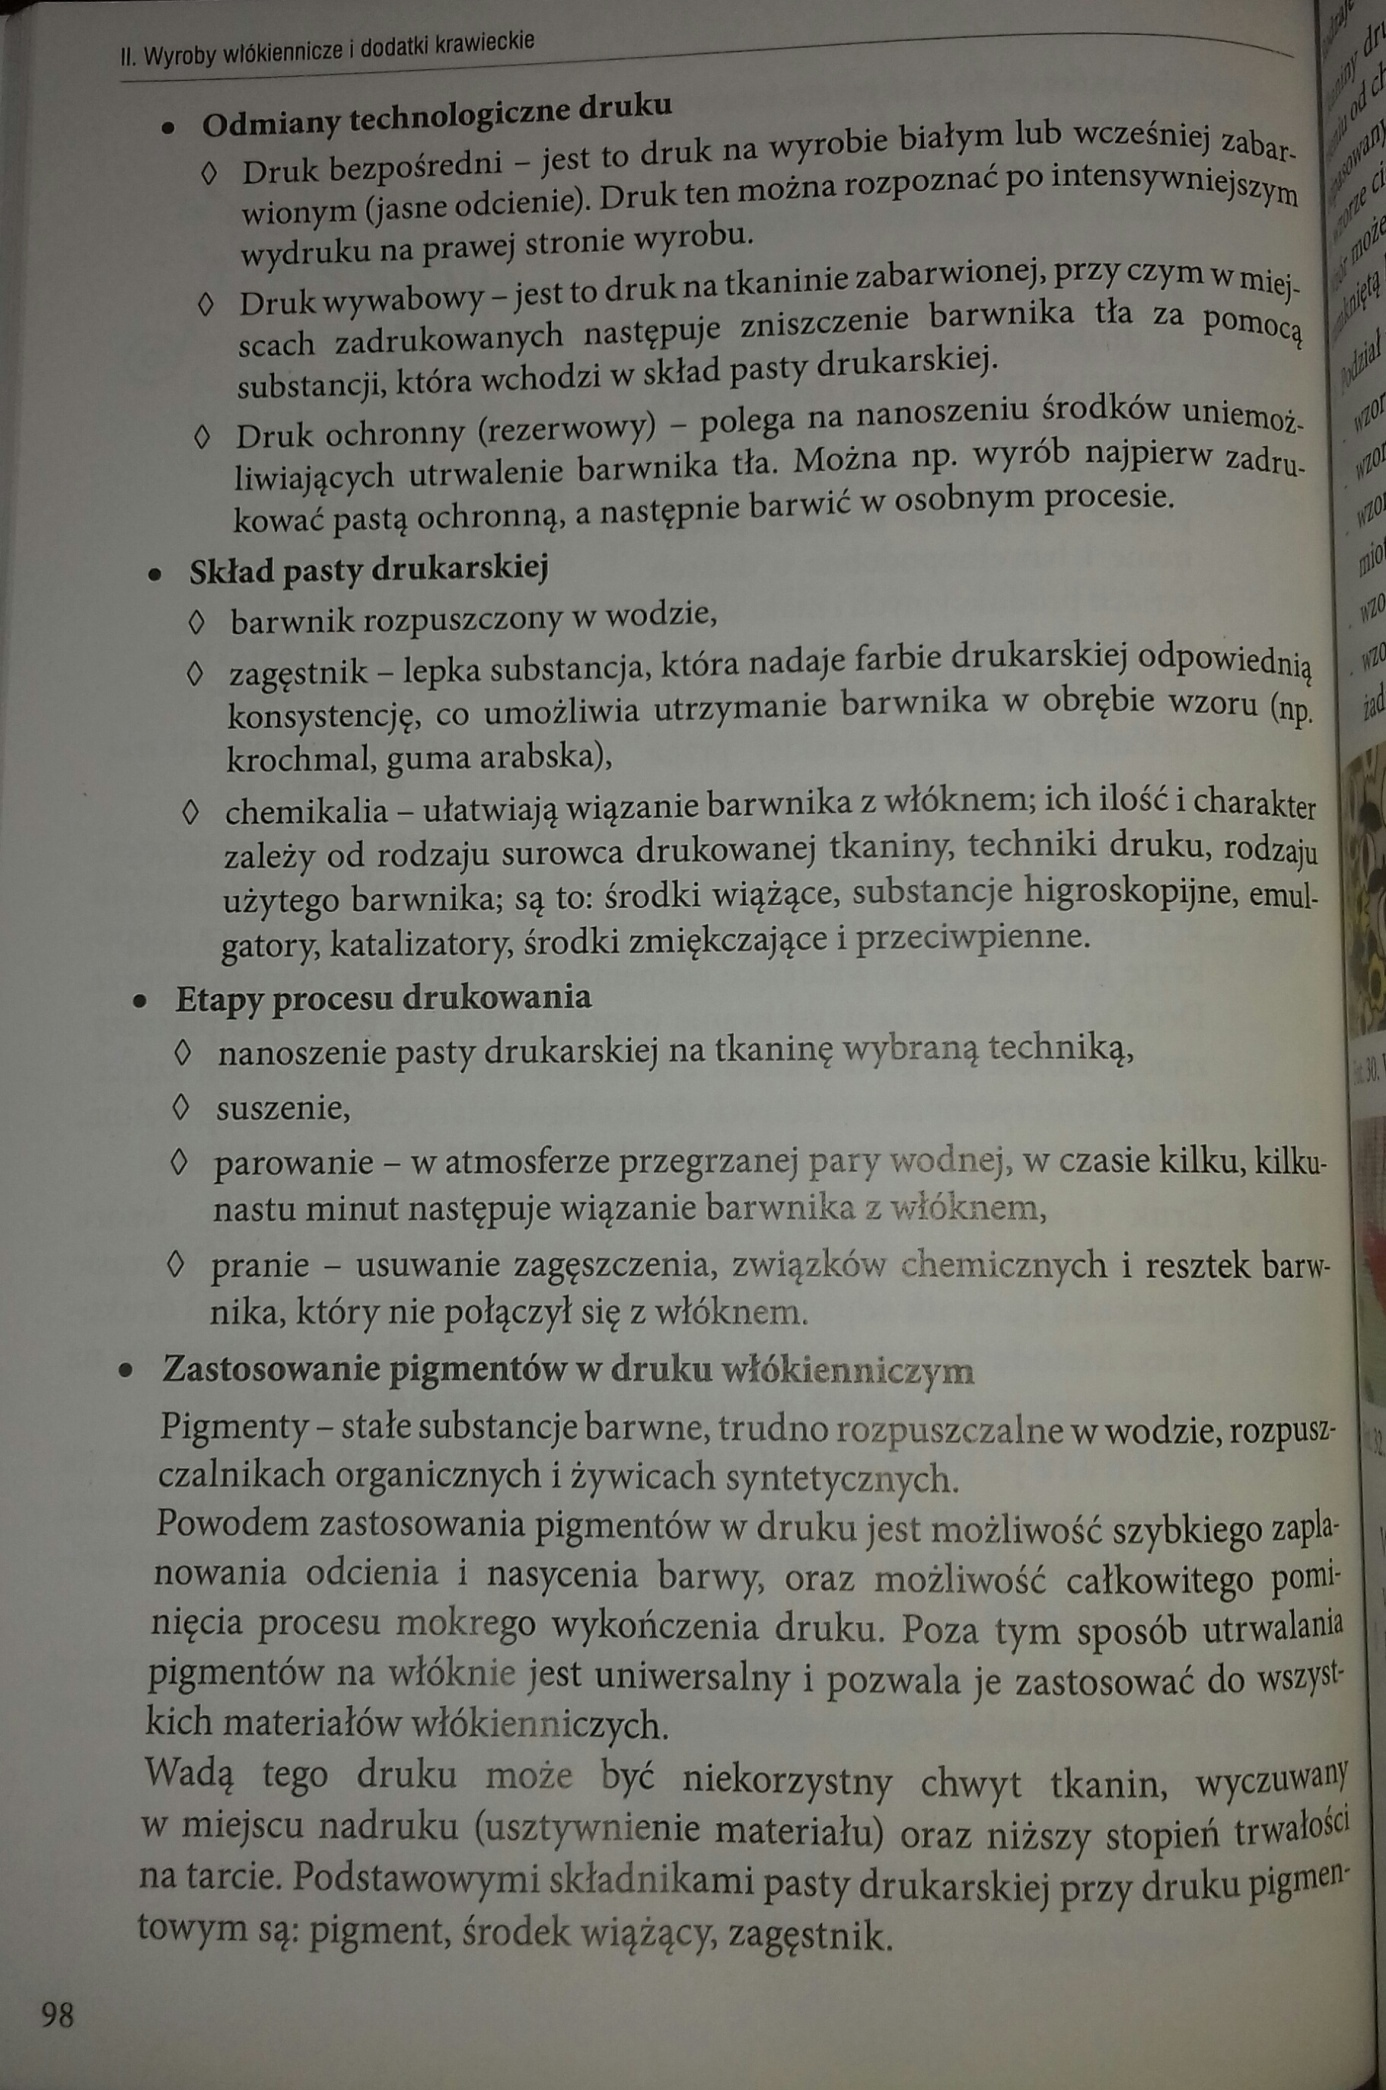 II. Wyroby włókiennicze i dodatki krawieckie
• Odmiany technologiczne druku
◊ Druk bezpośredni – jest to druk na wyrobie białym lub wcześniej zabar-
wionym (jasne odcienie). Druk ten można rozpoznać po intensywniejszym
wydruku na prawej stronie wyrobu.
◊ Druk wywabowy – jest to druk na tkaninie zabarwionej, przy czym w miej-
scach zadrukowanych następuje zniszczenie barwnika tła za pomocą
substancji, która wchodzi w skład pasty drukarskiej.
◊ Druk ochronny (rezerwowy) – polega na nanoszeniu środków uniemoż-
liwiających utrwalenie barwnika tła. Można np. wyrób najpierw zadru-
kować pastą ochronną, a następnie barwić w osobnym procesie.
• Skład pasty drukarskiej
◊ barwnik rozpuszczony w wodzie,
◊ zagęstnik – lepka substancja, która nadaje farbie drukarskiej odpowiednią
konsystencję, co umożliwia utrzymanie barwnika w obrębie wzoru (np.
krochmal, guma arabska),
◊ chemikalia – ułatwiają wiązanie barwnika z włóknem; ich ilość i charakter
zależy od rodzaju surowca drukowanej tkaniny, techniki druku, rodzaju
użytego barwnika; są to: środki wiążące, substancje higroskopijne, emul-
gatory, katalizatory, środki zmiękczające i przeciwpienne.
• Etapy procesu drukowania
◊ nanoszenie pasty drukarskiej na tkaninę wybraną techniką,
◊ suszenie,
◊ parowanie – w atmosferze przegrzanej pary wodnej, w czasie kilku, kilku-
nastu minut następuje wiązanie barwnika z włóknem,
◊ pranie – usuwanie zagęszczenia, związków chemicznych i resztek barw-
nika, który nie połączył się z włóknem.
• Zastosowanie pigmentów w druku włókienniczym
Pigmenty – stałe substancje barwne, trudno rozpuszczalne w wodzie, rozpusz-
czalnikach organicznych i żywicach syntetycznych.
Powodem zastosowania pigmentów w druku jest możliwość szybkiego zapla-
nowania odcienia i nasycenia barwy, oraz możliwość całkowitego pomi-
nięcia procesu mokrego wykończenia druku. Poza tym sposób utrwalania
pigmentów na włóknie jest uniwersalny i pozwala je zastosować do wszyst-
kich materiałów włókienniczych.
Wadą tego druku może być niekorzystny chwyt tkanin, wyczuwany
w miejscu nadruku (usztywnienie materiału) oraz niższy stopień trwałości
na tarcie. Podstawowymi składnikami pasty drukarskiej przy druku pigmen-
towym są: pigment, środek wiążący, zagęstnik.
98